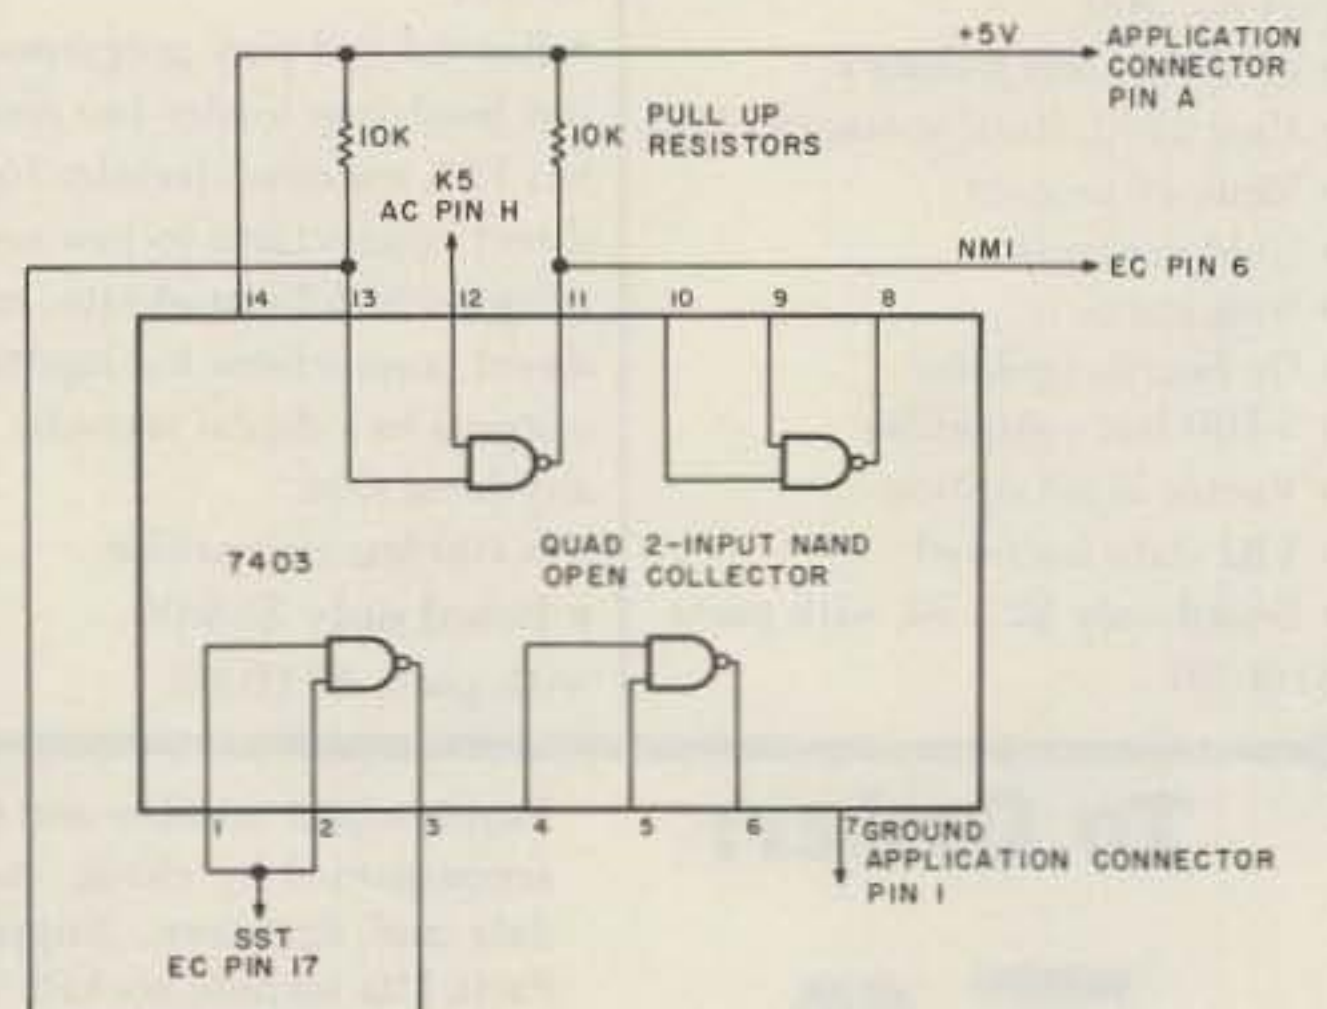 +5V
APPLICATION
CONNECTOR
PIN A
10K
10K
PULL UP
RESISTORS
K5
AC PIN H
NMI
EC PIN 6
14
13
12
11
10
9
8
7403
QUAD 2-INPUT NAND
OPEN COLLECTOR
1
2
3
4
5
6
7
GROUND
APPLICATION CONNECTOR
PIN 1
SST
EC PIN 17